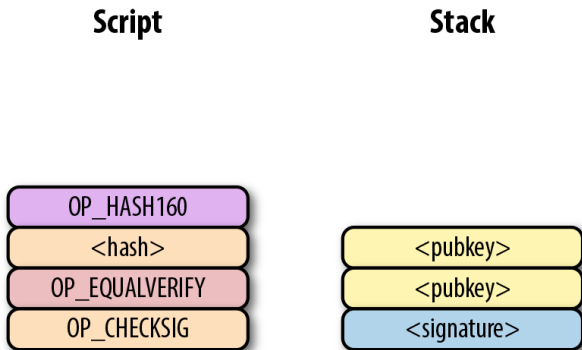 Script
Stack
OP_HASH160
<hash>
<pubkey>
OP_EQUALVERIFY
<pubkey>
OP_CHECKSIG
<signature>